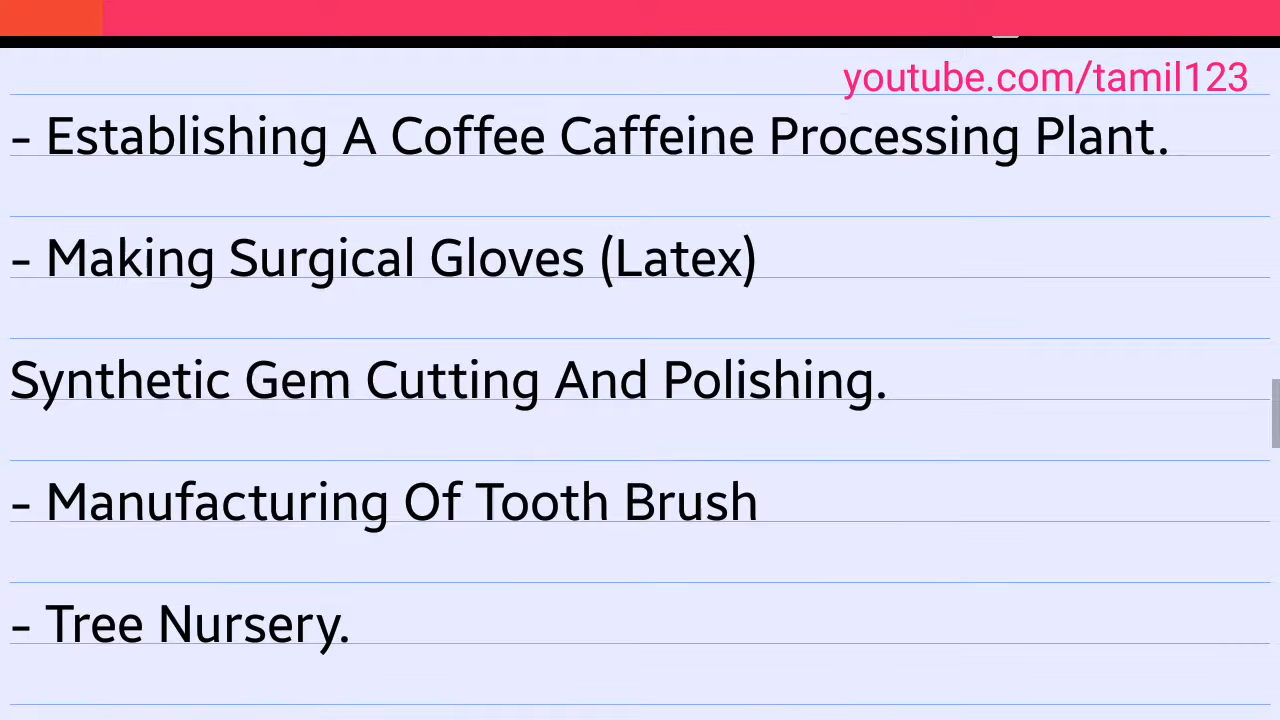 youtube.com/tamil123
- Establishing A Coffee Caffeine Processing Plant.
- Making Surgical Gloves (Latex)
Synthetic Gem Cutting And Polishing.
- Manufacturing Of Tooth Brush
- Tree Nursery.